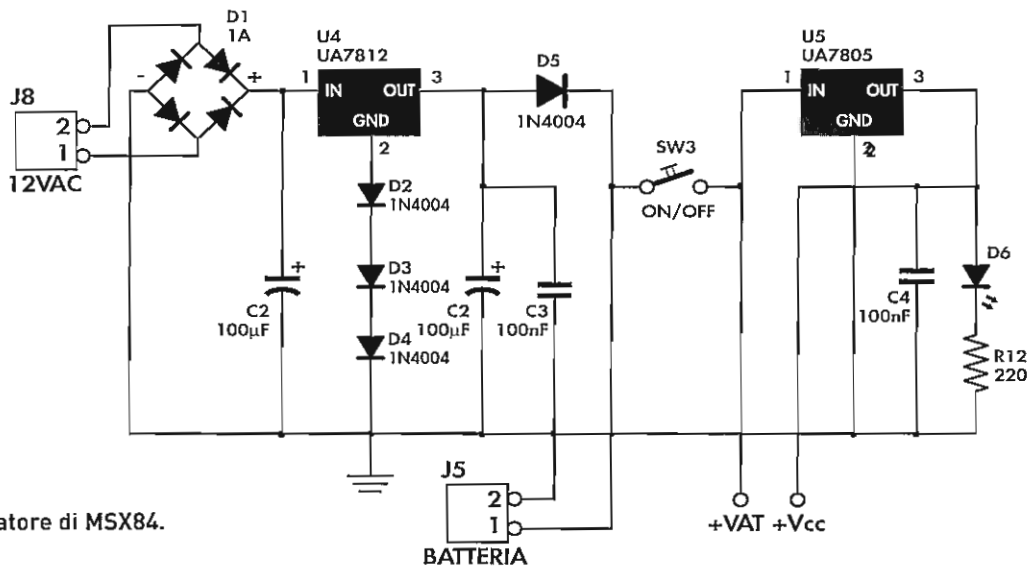 D1
1A
J8
2
1
12VAC
-
+
U4
UA7812
1
IN
OUT
3
GND
2
D5
1N4004
U5
UA7805
1
IN
OUT
3
GND
2
SW3
ON/OFF
D2
1N4004
D3
1N4004
D4
1N4004
+
C2
100µF
+
C2
100µF
C3
100nF
C4
100nF
D6
R12
220
J5
2
1
BATTERIA
+VAT
+Vcc
atore di MSX84.